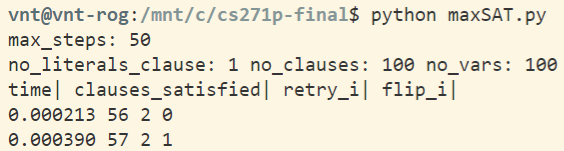 vnt@vnt-rog:/mnt/c/cs271p-final$ python maxSAT.py
max_steps: 50
no_literals_clause: 1 no_clauses: 100 no_vars: 100
time| clauses_satisfied| retry_i| flip_i|
0.000213 56 2 0
0.000390 57 2 1